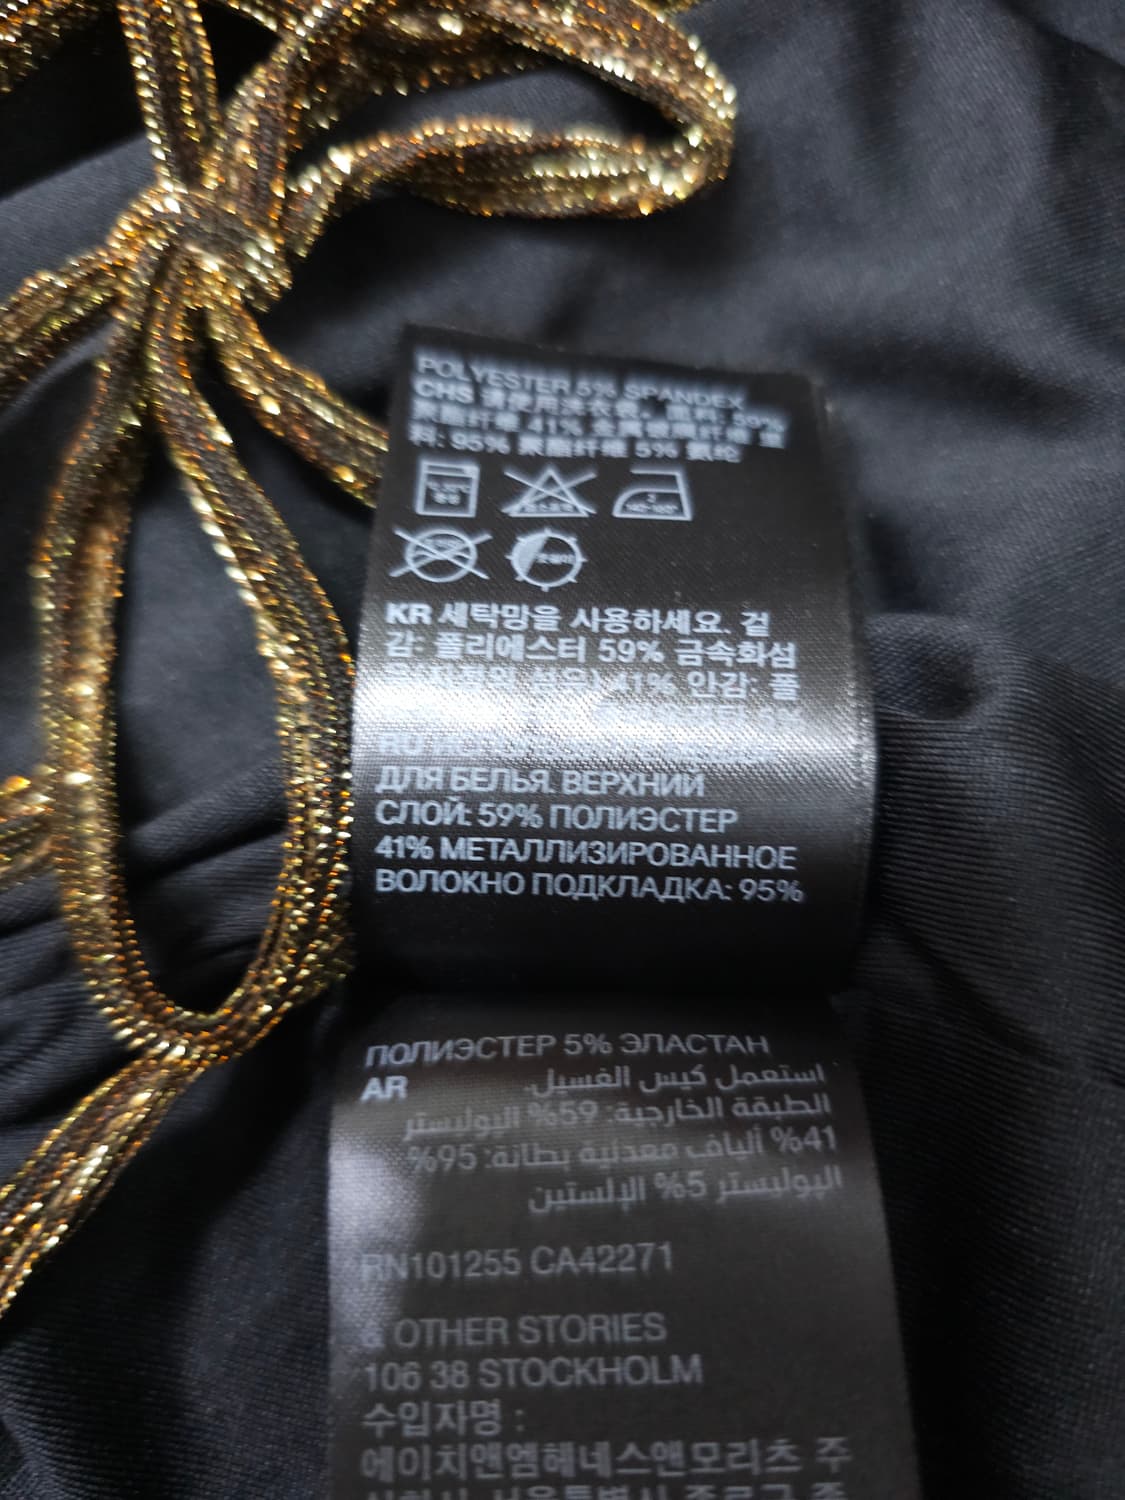 POLYESTER 5% SPANDEX
CHS 请使用洗衣袋。面料: 59%
聚酯纤维 41% 金属镀膜纤维 里
料: 95% 聚酯纤维 5% 氨纶
KR 세탁망을 사용하세요. 겉
감: 폴리에스터 59% 금속화섬
41% 안감: 폴
RU
ДЛЯ БЕЛЬЯ. ВЕРХНИЙ
СЛОЙ: 59% ПОЛИЭСТЕР
41% МЕТАЛЛИЗИРОВАННОЕ
ВОЛОКНО ПОДКЛАДКА: 95%
ПОЛИЭСТЕР 5% ЭЛАСТАН
AR استعمل كيس الغسيل.
الطبقة الخارجية: 59% البوليستر
41% ألياف معدنية بطانة: 95%
البوليستر 5% الإلستين
RN101255 CA42271
& OTHER STORIES
106 38 STOCKHOLM
수입자명 :
에이치앤엠헤네스앤모리츠 주